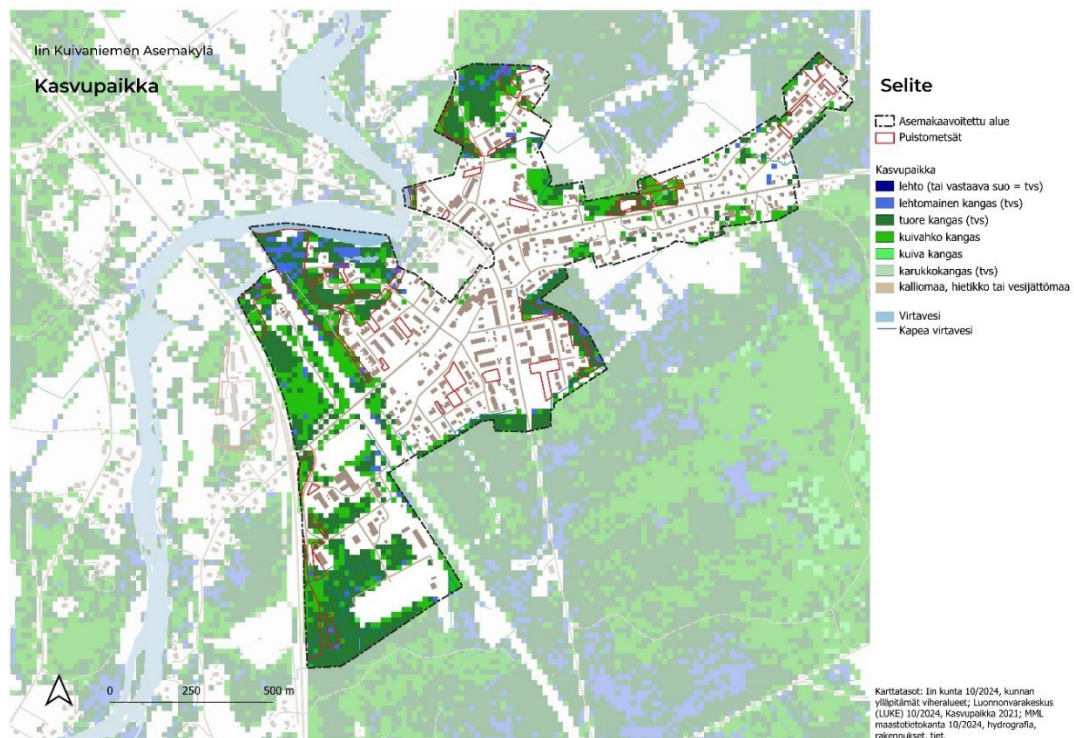 Iin Kuivaniemen Asemakylä
Kasvupaikka
0 250 500 m
Selite
Asemakaavoitettu alue
Puistometsät
Kasvupaikka
lehto (tai vastaava suo = tvs)
lehtomainen kangas (tvs)
tuore kangas (tvs)
kuivahko kangas
kuiva kangas
karukkokangas (tvs)
kalliomaa, hietikko tai vesijättömaa
Virtavesi
Kapea virtavesi
Karttatasot: Iin kunta 10/2024, kunnan
ylläpitämät viheralueet; Luonnonvarakeskus
(LUKE) 10/2024, Kasvupaikka 2021; MML
maastotietokanta 10/2024, hydrografia,
rakennukset, tiet.